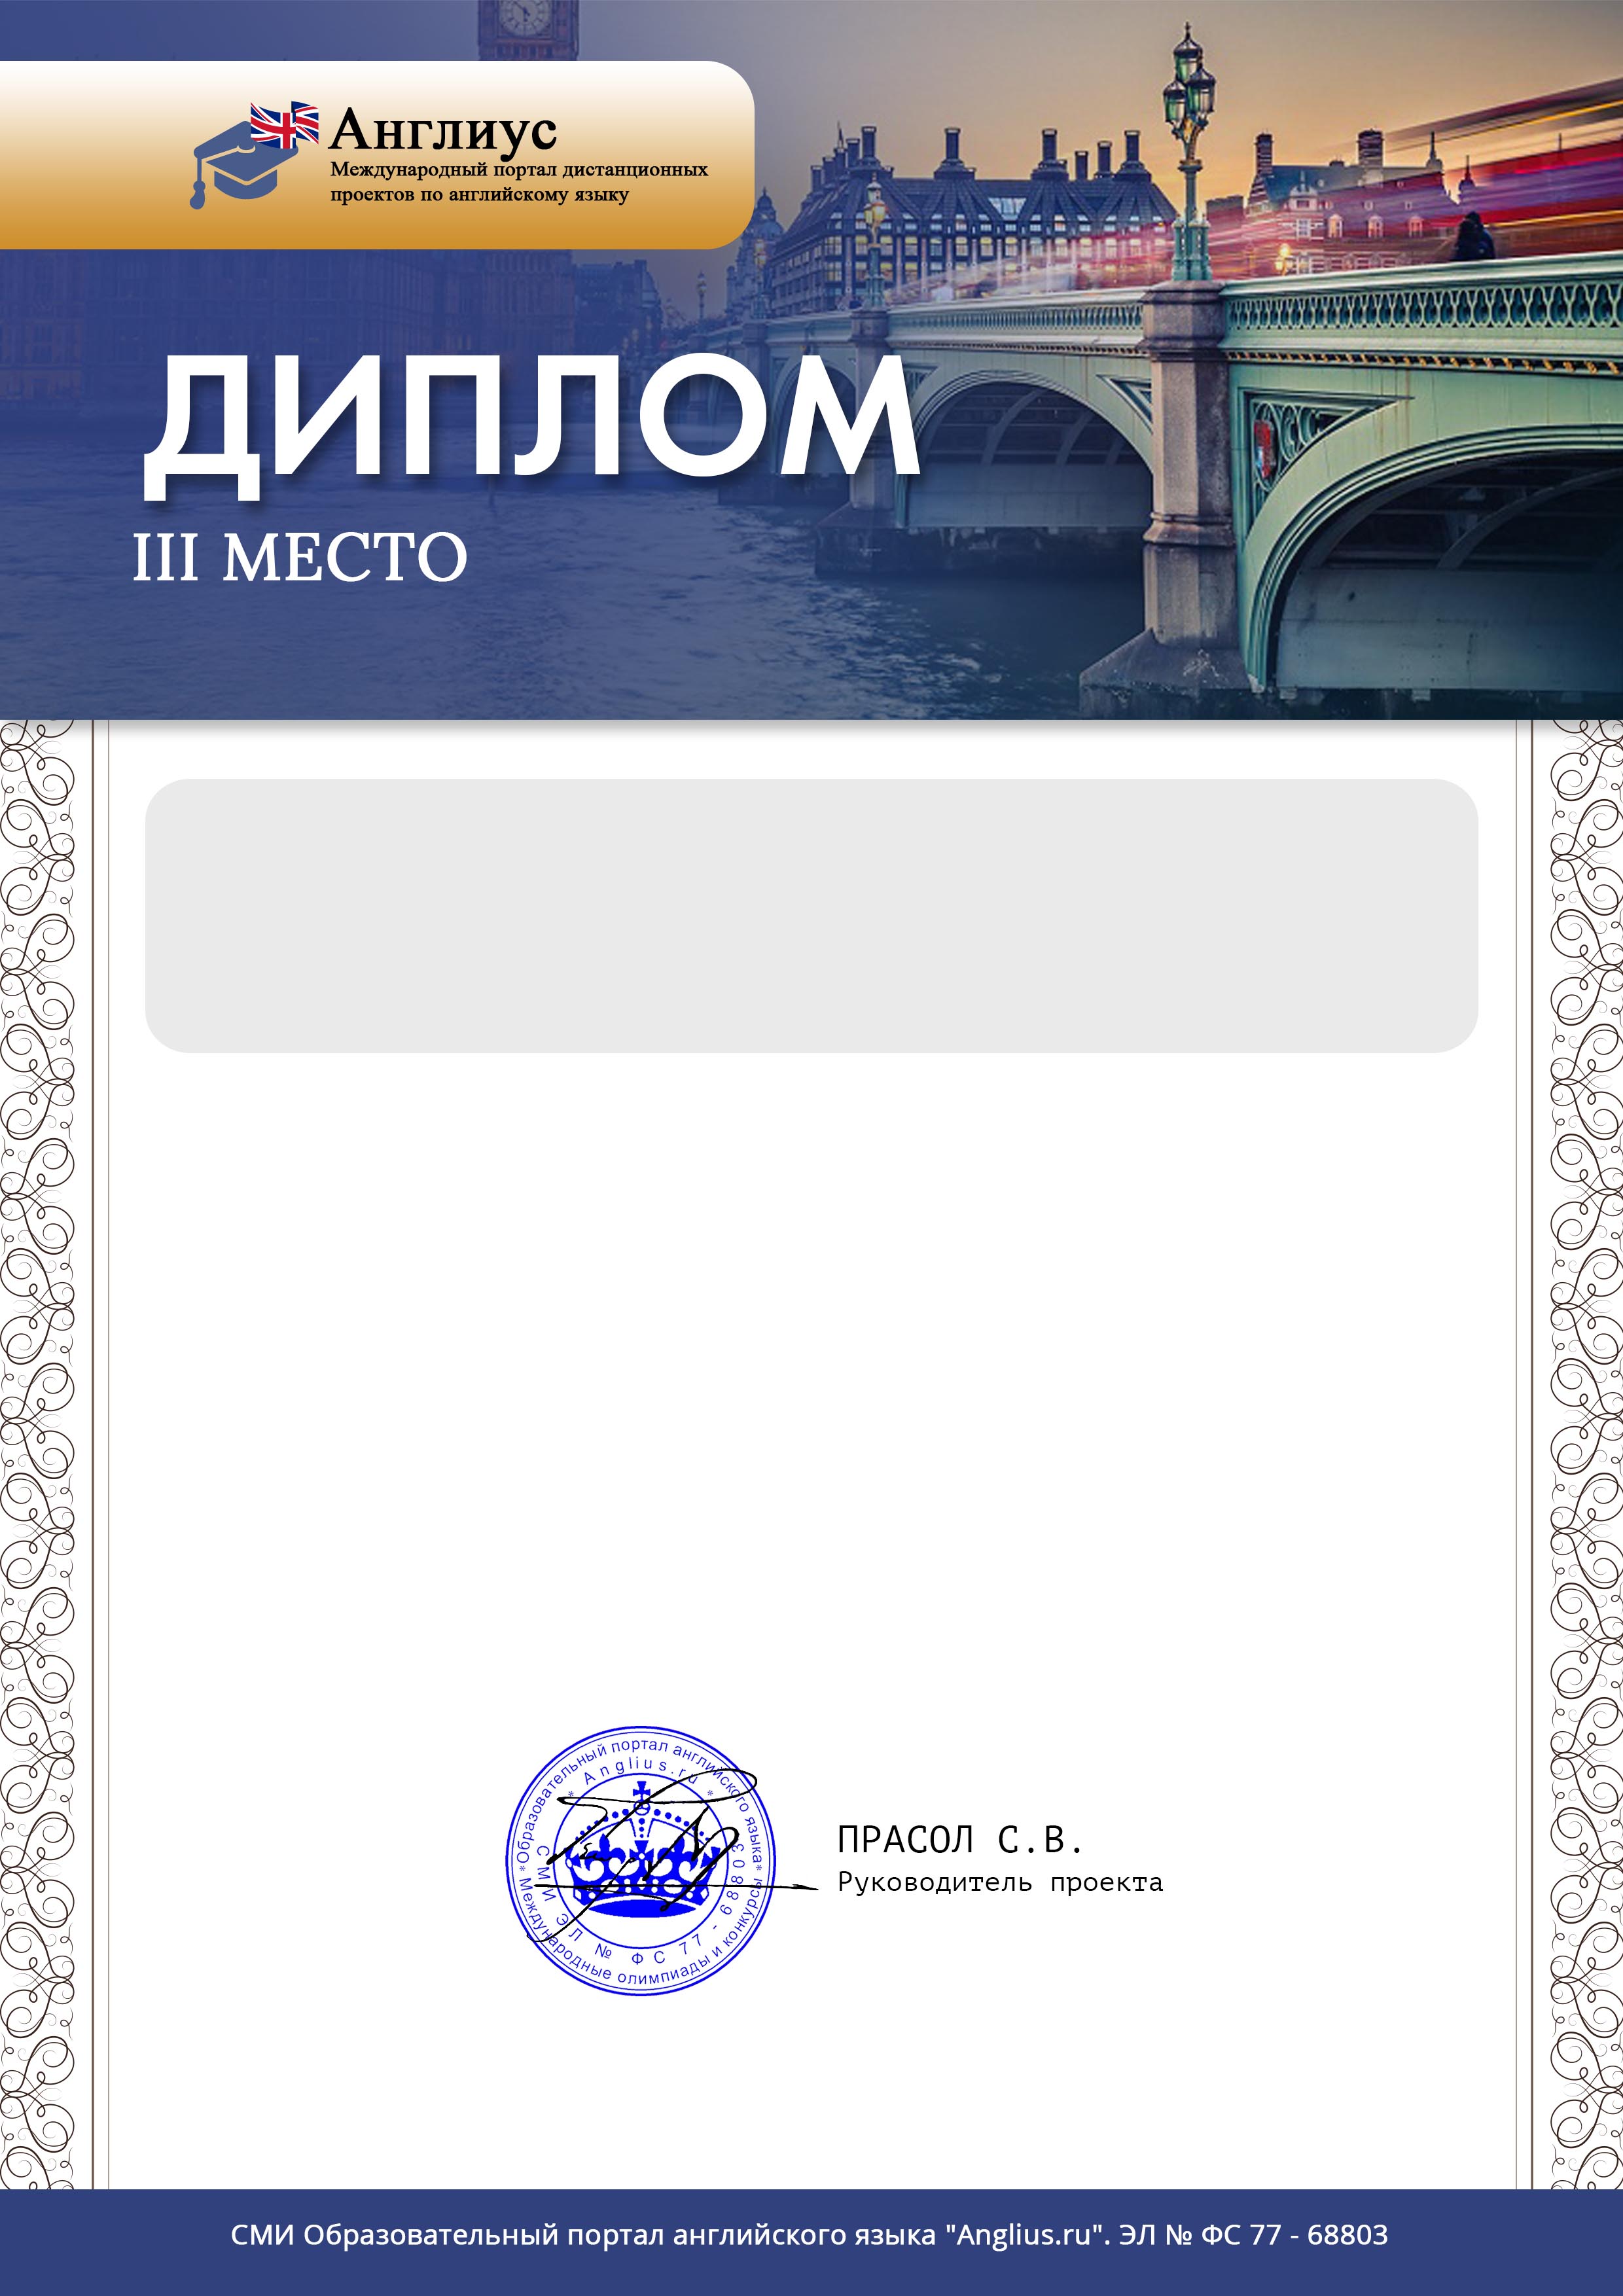 Англиус
Международный портал дистанционных
проектов по английскому языку
ДИПЛОМ
III МЕСТО
*Образовательный портал английского языка*
* Anglius.ru *
СМИ ЭЛ № ФС 77 - 68803
Международные олимпиады и конкурсы
ПРАСОЛ С.В.
Руководитель проекта
СМИ Образовательный портал английского языка "Anglius.ru". ЭЛ № ФС 77 - 68803